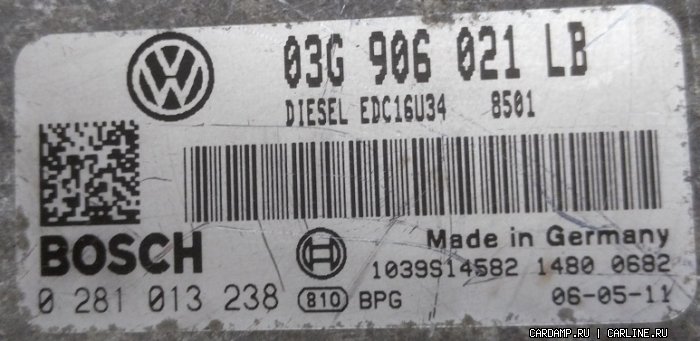 03G 906 021 LB
DIESEL EDC16U34 8501
BOSCH
Made in Germany
1039S14582 1480 0682
0 281 013 238 810 BPG 06-05-11
CARDAMP.RU | CARLINE.RU